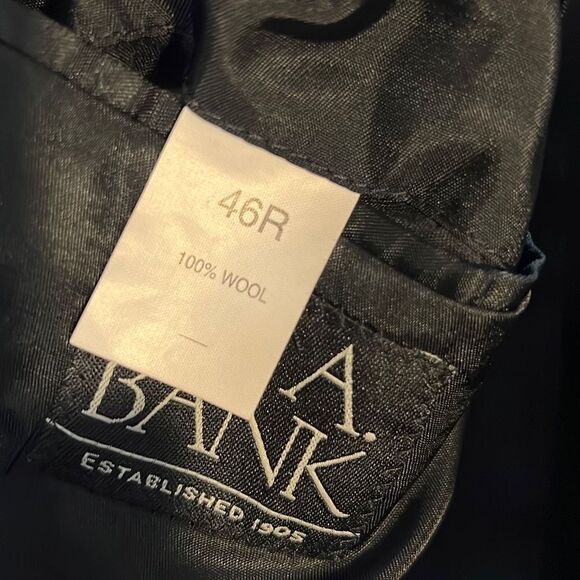 46R
100% WOOL
A.
BANK
ESTABLISHED 1905